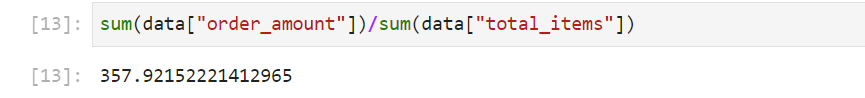 [13]: sum(data["order_amount"])/sum(data["total_items"])
[13]: 357.92152221412965